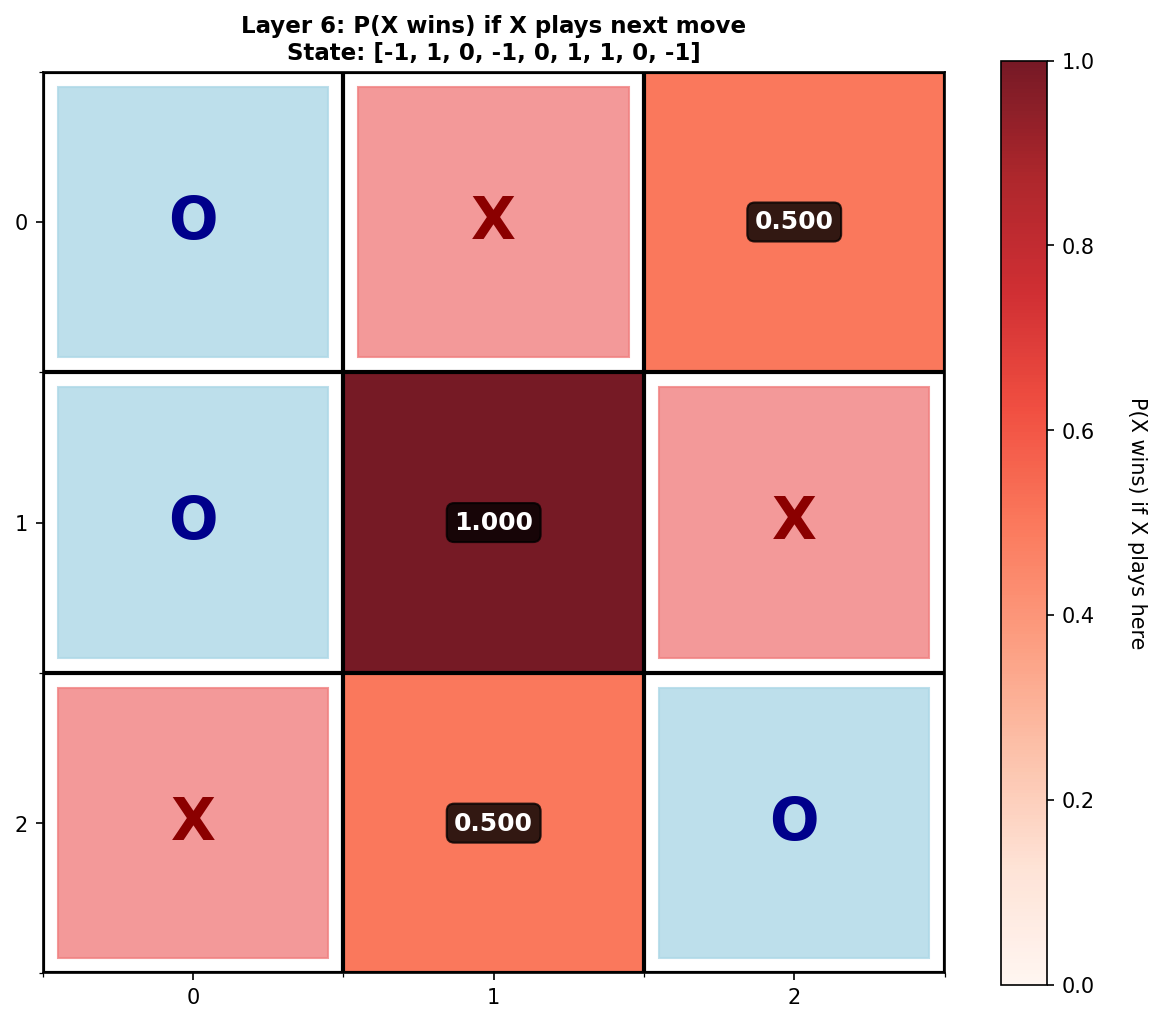 Layer 6: P(X wins) if X plays next move
State: [-1, 1, 0, -1, 0, 1, 1, 0, -1]
0
O
X
0.500
1
O
1.000
X
2
X
0.500
O
0
1
2
1.0
0.8
0.6
0.4
0.2
0.0
P(X wins) if X plays here